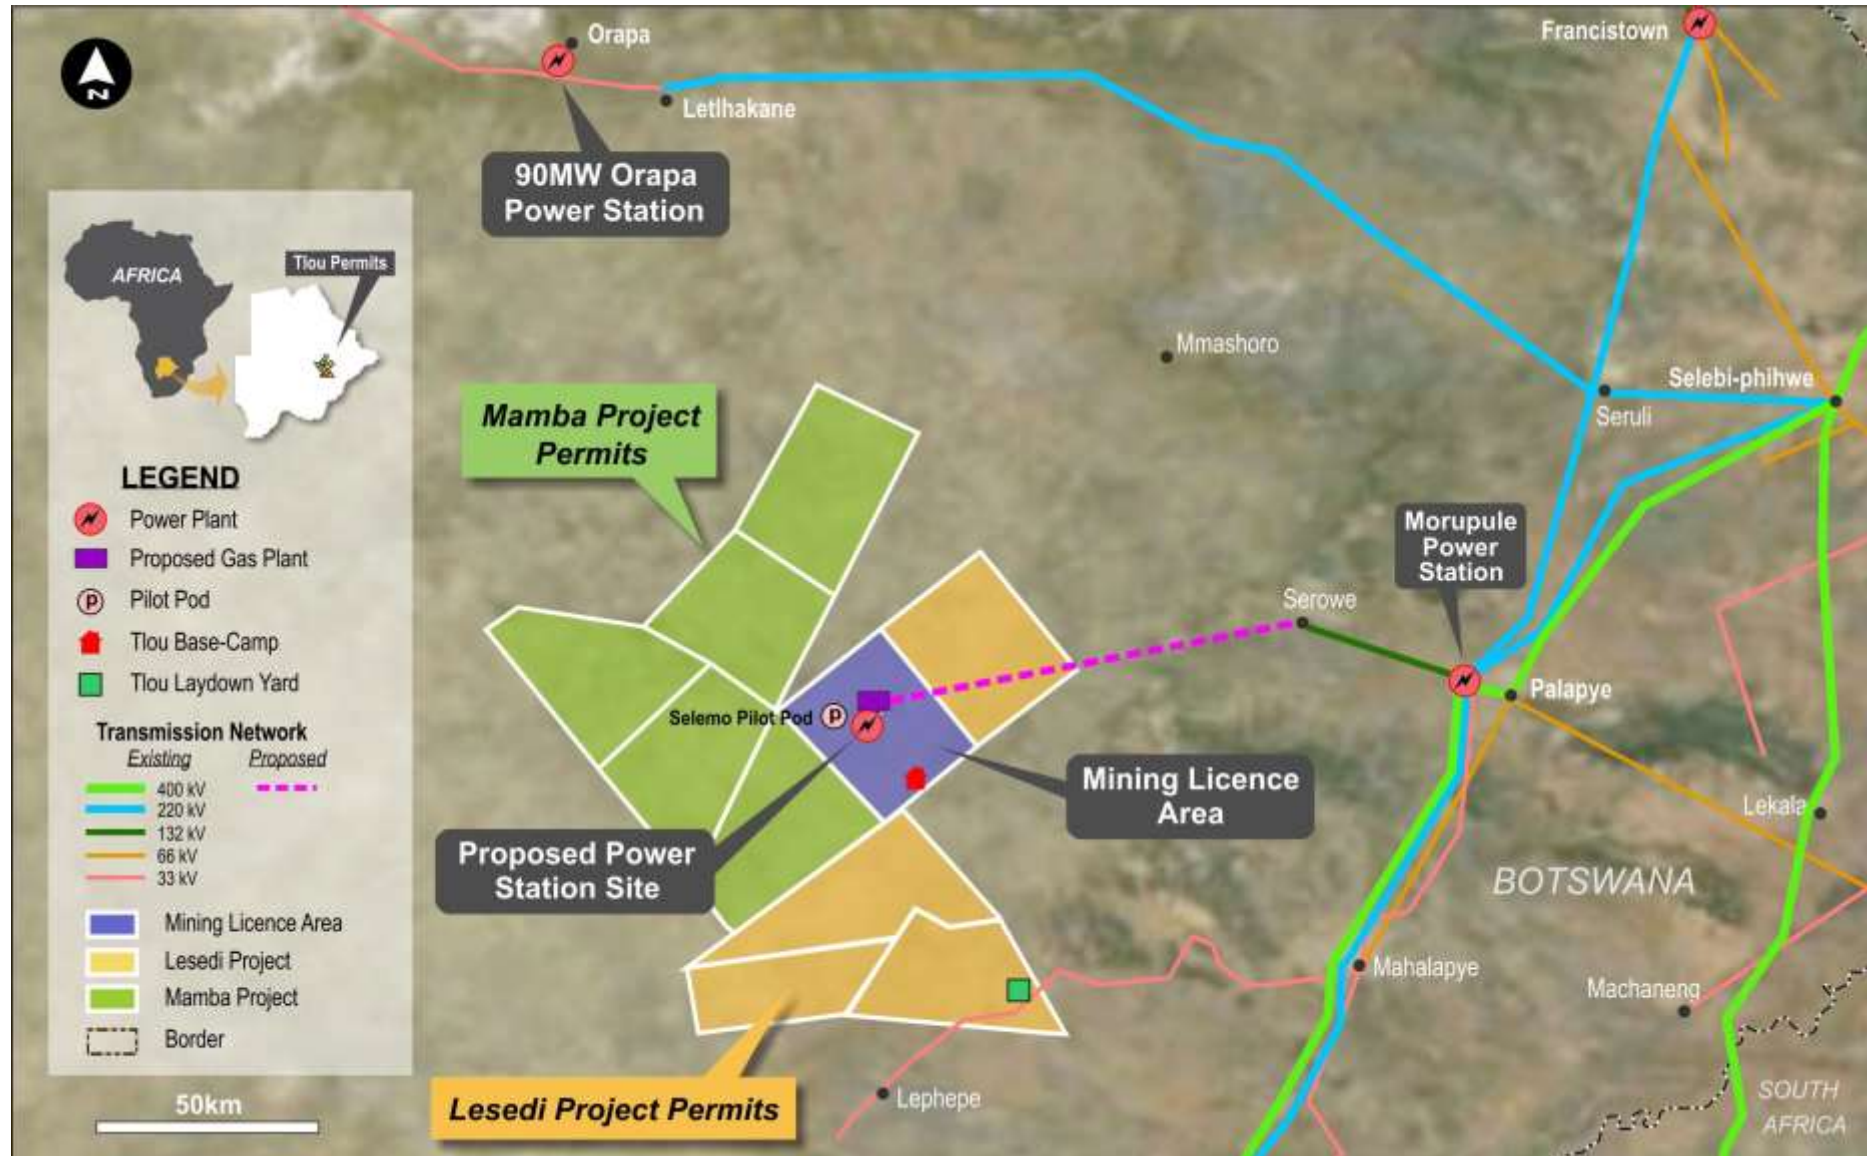 Orapa
Francistown
Letlhakane
90MW Orapa
Power Station
AFRICA
Tlou Permits
Mmashoro
Selebi-phihwe
Seruli
Mamba Project
Permits
LEGEND
Power Plant
Proposed Gas Plant
P
Pilot Pod
Tlou Base-Camp
Tlou Laydown Yard
Transmission Network
Existing
Proposed
400 kV
220 kV
132 kV
66 kV
33 kV
Mining Licence Area
Lesedi Project
Mamba Project
Border
50km
N
Morupule
Power
Station
Serowe
Palapye
Selemo Pilot Pod
P
Mining Licence
Area
Lekala
Proposed Power
Station Site
BOTSWANA
Mahalapye
Machaneng
Lephepe
Lesedi Project Permits
SOUTH
AFRICA